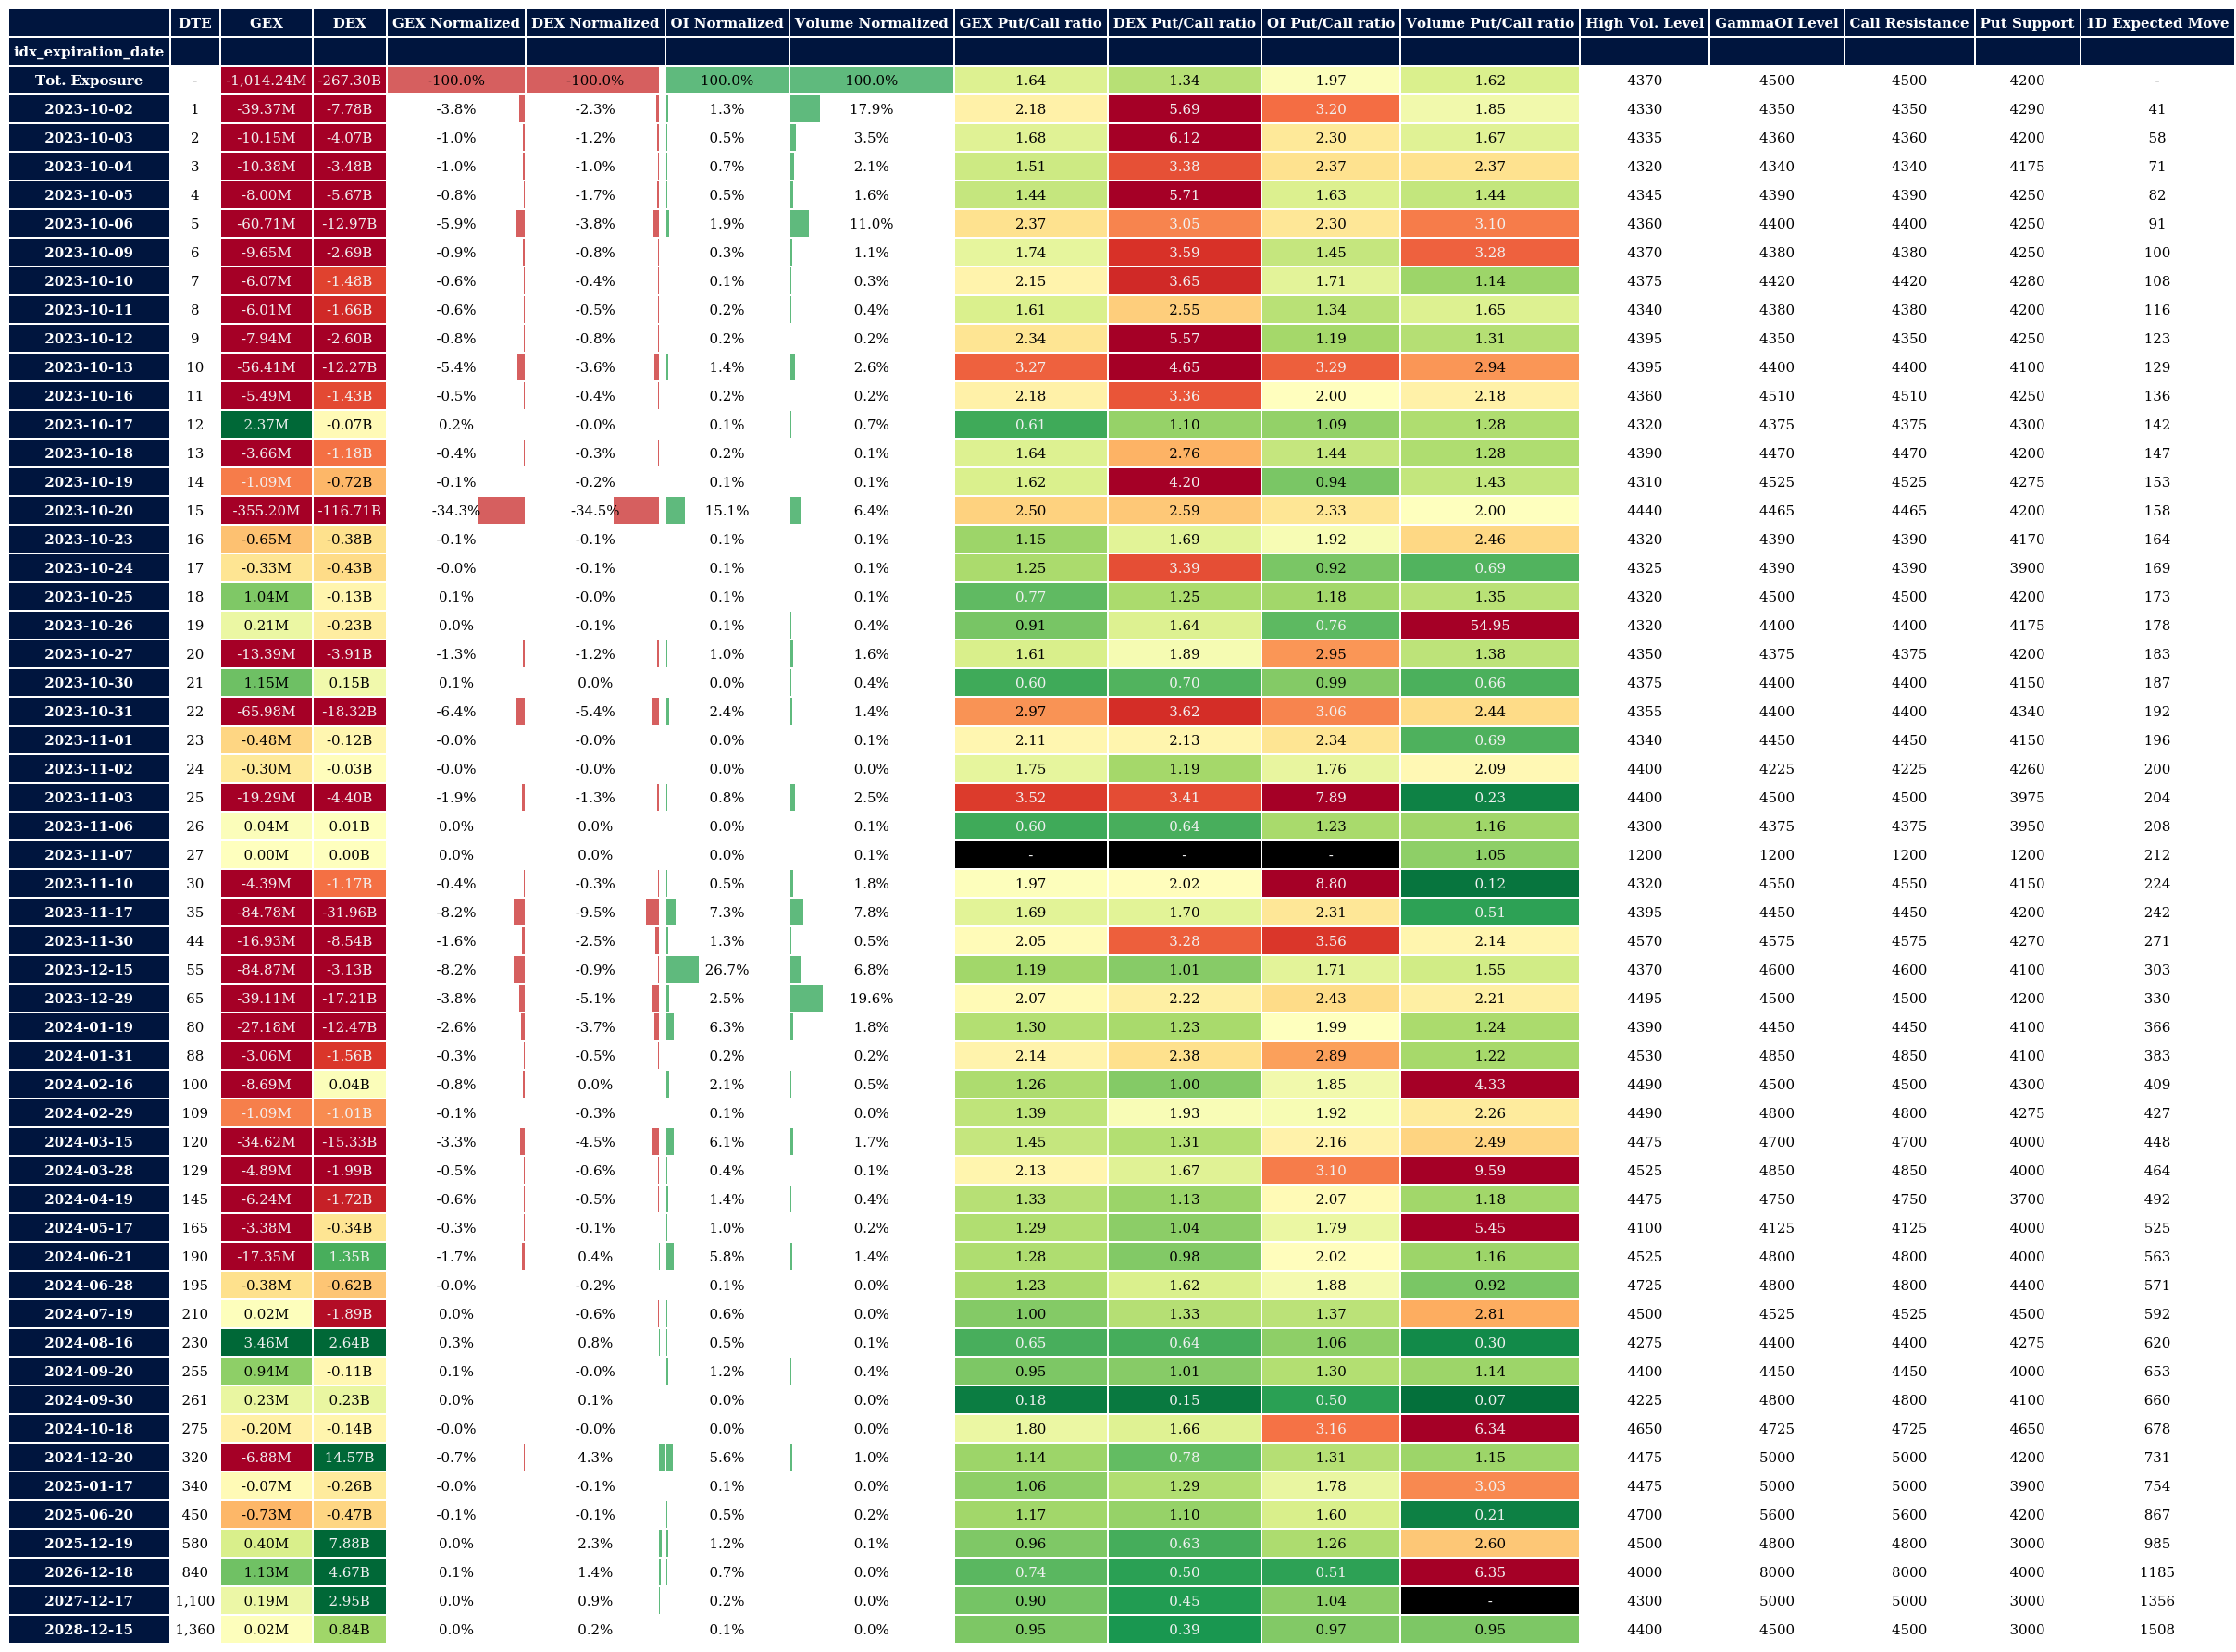 DTE GEX DEX GEX Normalized DEX Normalized OI Normalized Volume Normalized GEX Put/Call ratio DEX Put/Call ratio OI Put/Call ratio Volume Put/Call ratio High Vol. Level GammaOI Level Call Resistance Put Support 1D Expected Move
idx_expiration_date
Tot. Exposure - -1,014.24M -267.30B -100.0% -100.0% 100.0% 100.0% 1.64 1.34 1.97 1.62 4370 4500 4500 4200 -
2023-10-02 1 -39.37M -7.78B -3.8% -2.3% 1.3% 17.9% 2.18 5.69 3.20 1.85 4330 4350 4350 4290 41
2023-10-03 2 -10.15M -4.07B -1.0% -1.2% 0.5% 3.5% 1.68 6.12 2.30 1.67 4335 4360 4360 4200 58
2023-10-04 3 -10.38M -3.48B -1.0% -1.0% 0.7% 2.1% 1.51 3.38 2.37 2.37 4320 4340 4340 4175 71
2023-10-05 4 -8.00M -5.67B -0.8% -1.7% 0.5% 1.6% 1.44 5.71 1.63 1.44 4345 4390 4390 4250 82
2023-10-06 5 -60.71M -12.97B -5.9% -3.8% 1.9% 11.0% 2.37 3.05 2.30 3.10 4360 4400 4400 4250 91
2023-10-09 6 -9.65M -2.69B -0.9% -0.8% 0.3% 1.1% 1.74 3.59 1.45 3.28 4370 4380 4380 4250 100
2023-10-10 7 -6.07M -1.48B -0.6% -0.4% 0.1% 0.3% 2.15 3.65 1.71 1.14 4375 4420 4420 4280 108
2023-10-11 8 -6.01M -1.66B -0.6% -0.5% 0.2% 0.4% 1.61 2.55 1.34 1.65 4340 4380 4380 4200 116
2023-10-12 9 -7.94M -2.60B -0.8% -0.8% 0.2% 0.2% 2.34 5.57 1.19 1.31 4395 4350 4350 4250 123
2023-10-13 10 -56.41M -12.27B -5.4% -3.6% 1.4% 2.6% 3.27 4.65 3.29 2.94 4395 4400 4400 4100 129
2023-10-16 11 -5.49M -1.43B -0.5% -0.4% 0.2% 0.2% 2.18 3.36 2.00 2.18 4360 4510 4510 4250 136
2023-10-17 12 2.37M -0.07B 0.2% -0.0% 0.1% 0.7% 0.61 1.10 1.09 1.28 4320 4375 4375 4300 142
2023-10-18 13 -3.66M -1.18B -0.4% -0.3% 0.2% 0.1% 1.64 2.76 1.44 1.28 4390 4470 4470 4200 147
2023-10-19 14 -1.09M -0.72B -0.1% -0.2% 0.1% 0.1% 1.62 4.20 0.94 1.43 4310 4525 4525 4275 153
2023-10-20 15 -355.20M -116.71B -34.3% -34.5% 15.1% 6.4% 2.50 2.59 2.33 2.00 4440 4465 4465 4200 158
2023-10-23 16 -0.65M -0.38B -0.1% -0.1% 0.1% 0.1% 1.15 1.69 1.92 2.46 4320 4390 4390 4170 164
2023-10-24 17 -0.33M -0.43B -0.0% -0.1% 0.1% 0.1% 1.25 3.39 0.92 0.69 4325 4390 4390 3900 169
2023-10-25 18 1.04M -0.13B 0.1% -0.0% 0.1% 0.1% 0.77 1.25 1.18 1.35 4320 4500 4500 4200 173
2023-10-26 19 0.21M -0.23B 0.0% -0.1% 0.1% 0.4% 0.91 1.64 0.76 54.95 4320 4400 4400 4175 178
2023-10-27 20 -13.39M -3.91B -1.3% -1.2% 1.0% 1.6% 1.61 1.89 2.95 1.38 4350 4375 4375 4200 183
2023-10-30 21 1.15M 0.15B 0.1% 0.0% 0.0% 0.4% 0.60 0.70 0.99 0.66 4375 4400 4400 4150 187
2023-10-31 22 -65.98M -18.32B -6.4% -5.4% 2.4% 1.4% 2.97 3.62 3.06 2.44 4355 4400 4400 4340 192
2023-11-01 23 -0.48M -0.12B -0.0% -0.0% 0.0% 0.1% 2.11 2.13 2.34 0.69 4340 4450 4450 4150 196
2023-11-02 24 -0.30M -0.03B -0.0% -0.0% 0.0% 0.0% 1.75 1.19 1.76 2.09 4400 4225 4225 4260 200
2023-11-03 25 -19.29M -4.40B -1.9% -1.3% 0.8% 2.5% 3.52 3.41 7.89 0.23 4400 4500 4500 3975 204
2023-11-06 26 0.04M 0.01B 0.0% 0.0% 0.0% 0.1% 0.60 0.64 1.23 1.16 4300 4375 4375 3950 208
2023-11-07 27 0.00M 0.00B 0.0% 0.0% 0.0% 0.1% - - - 1.05 1200 1200 1200 1200 212
2023-11-10 30 -4.39M -1.17B -0.4% -0.3% 0.5% 1.8% 1.97 2.02 8.80 0.12 4320 4550 4550 4150 224
2023-11-17 35 -84.78M -31.96B -8.2% -9.5% 7.3% 7.8% 1.69 1.70 2.31 0.51 4395 4450 4450 4200 242
2023-11-30 44 -16.93M -8.54B -1.6% -2.5% 1.3% 0.5% 2.05 3.28 3.56 2.14 4570 4575 4575 4270 271
2023-12-15 55 -84.87M -3.13B -8.2% -0.9% 26.7% 6.8% 1.19 1.01 1.71 1.55 4370 4600 4600 4100 303
2023-12-29 65 -39.11M -17.21B -3.8% -5.1% 2.5% 19.6% 2.07 2.22 2.43 2.21 4495 4500 4500 4200 330
2024-01-19 80 -27.18M -12.47B -2.6% -3.7% 6.3% 1.8% 1.30 1.23 1.99 1.24 4390 4450 4450 4100 366
2024-01-31 88 -3.06M -1.56B -0.3% -0.5% 0.2% 0.2% 2.14 2.38 2.89 1.22 4530 4850 4850 4100 383
2024-02-16 100 -8.69M 0.04B -0.8% 0.0% 2.1% 0.5% 1.26 1.00 1.85 4.33 4490 4500 4500 4300 409
2024-02-29 109 -1.09M -1.01B -0.1% -0.3% 0.1% 0.0% 1.39 1.93 1.92 2.26 4490 4800 4800 4275 427
2024-03-15 120 -34.62M -15.33B -3.3% -4.5% 6.1% 1.7% 1.45 1.31 2.16 2.49 4475 4700 4700 4000 448
2024-03-28 129 -4.89M -1.99B -0.5% -0.6% 0.4% 0.1% 2.13 1.67 3.10 9.59 4525 4850 4850 4000 464
2024-04-19 145 -6.24M -1.72B -0.6% -0.5% 1.4% 0.4% 1.33 1.13 2.07 1.18 4475 4750 4750 3700 492
2024-05-17 165 -3.38M -0.34B -0.3% -0.1% 1.0% 0.2% 1.29 1.04 1.79 5.45 4100 4125 4125 4000 525
2024-06-21 190 -17.35M 1.35B -1.7% 0.4% 5.8% 1.4% 1.28 0.98 2.02 1.16 4525 4800 4800 4000 563
2024-06-28 195 -0.38M -0.62B -0.0% -0.2% 0.1% 0.0% 1.23 1.62 1.88 0.92 4725 4800 4800 4400 571
2024-07-19 210 0.02M -1.89B 0.0% -0.6% 0.6% 0.0% 1.00 1.33 1.37 2.81 4500 4525 4525 4500 592
2024-08-16 230 3.46M 2.64B 0.3% 0.8% 0.5% 0.1% 0.65 0.64 1.06 0.30 4275 4400 4400 4275 620
2024-09-20 255 0.94M -0.11B 0.1% -0.0% 1.2% 0.4% 0.95 1.01 1.30 1.14 4400 4450 4450 4000 653
2024-09-30 261 0.23M 0.23B 0.0% 0.1% 0.0% 0.0% 0.18 0.15 0.50 0.07 4225 4800 4800 4100 660
2024-10-18 275 -0.20M -0.14B -0.0% -0.0% 0.0% 0.0% 1.80 1.66 3.16 6.34 4650 4725 4725 4650 678
2024-12-20 320 -6.88M 14.57B -0.7% 4.3% 5.6% 1.0% 1.14 0.78 1.31 1.15 4475 5000 5000 4200 731
2025-01-17 340 -0.07M -0.26B -0.0% -0.1% 0.1% 0.0% 1.06 1.29 1.78 3.03 4475 5000 5000 3900 754
2025-06-20 450 -0.73M -0.47B -0.1% -0.1% 0.5% 0.2% 1.17 1.10 1.60 0.21 4700 5600 5600 4200 867
2025-12-19 580 0.40M 7.88B 0.0% 2.3% 1.2% 0.1% 0.96 0.63 1.26 2.60 4500 4800 4800 3000 985
2026-12-18 840 1.13M 4.67B 0.1% 1.4% 0.7% 0.0% 0.74 0.50 0.51 6.35 4000 8000 8000 4000 1185
2027-12-17 1,100 0.19M 2.95B 0.0% 0.9% 0.2% 0.0% 0.90 0.45 1.04 - 4300 5000 5000 3000 1356
2028-12-15 1,360 0.02M 0.84B 0.0% 0.2% 0.1% 0.0% 0.95 0.39 0.97 0.95 4400 4500 4500 3000 1508